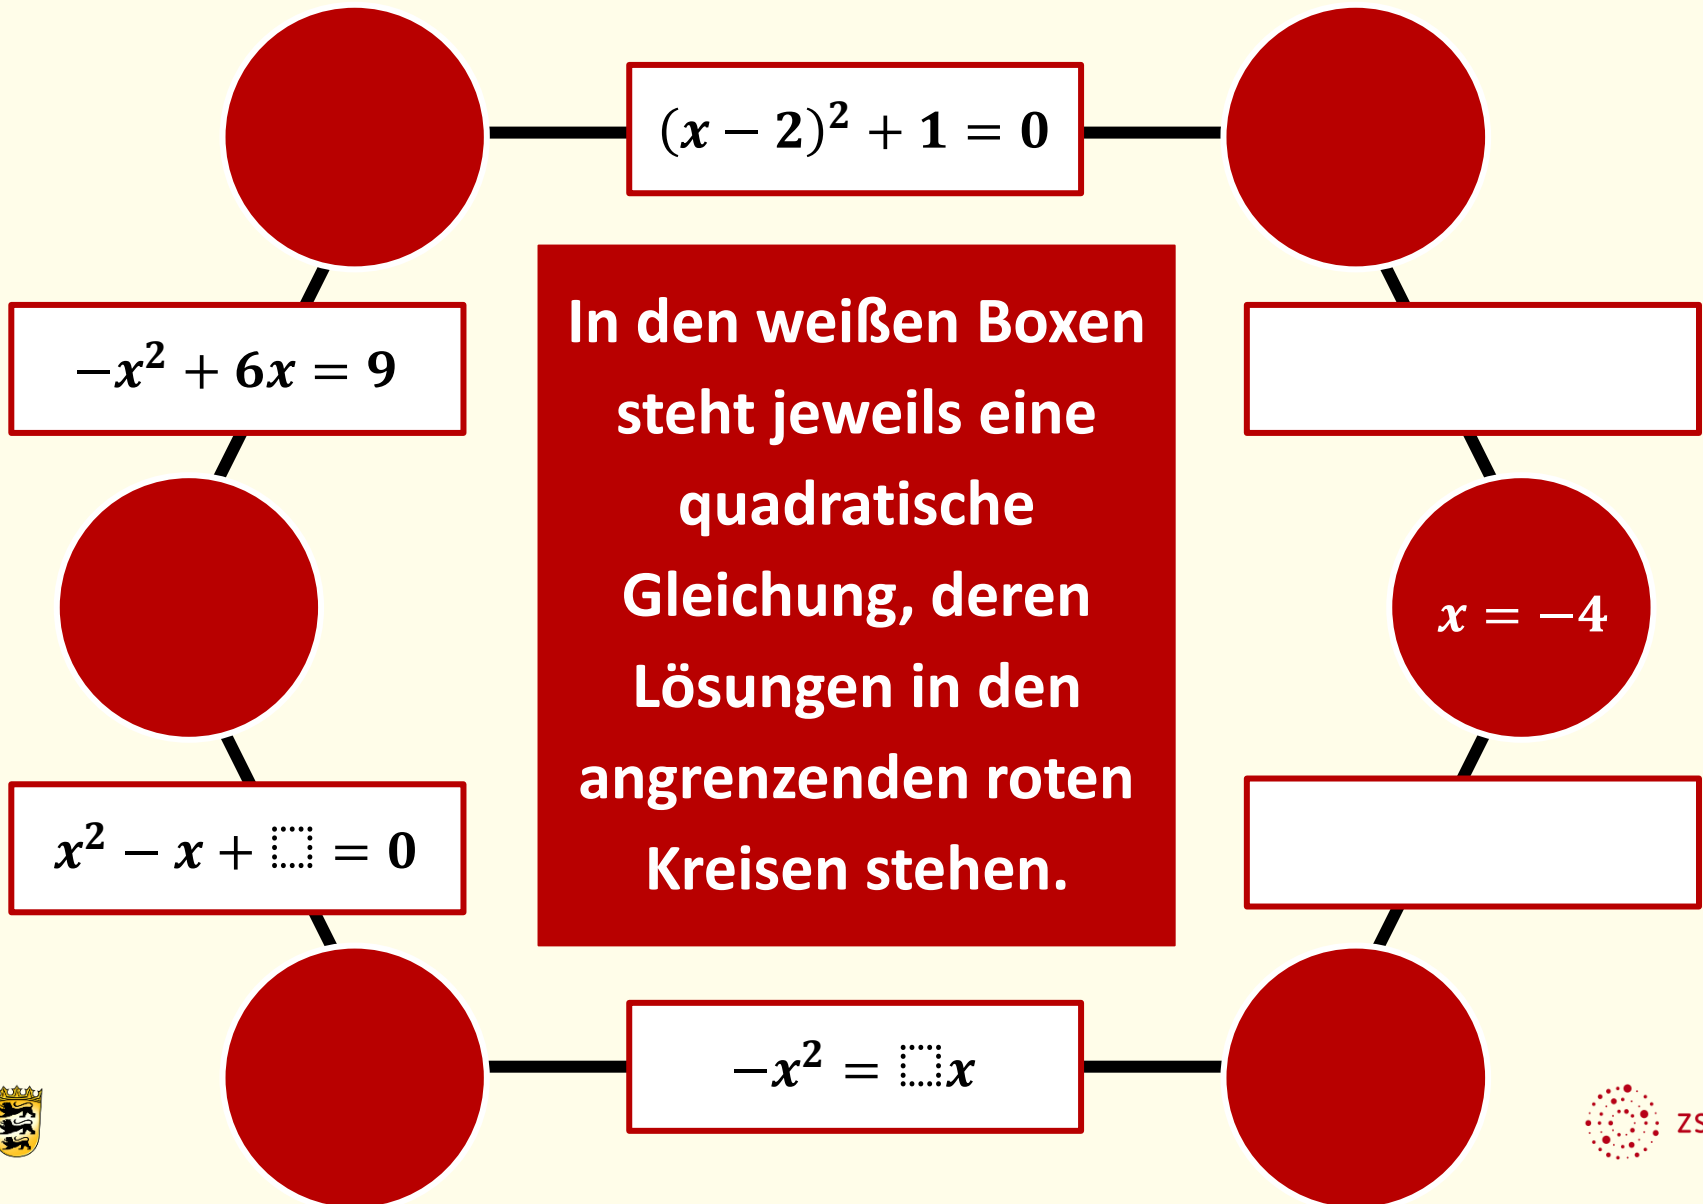 (x − 2)² + 1 = 0
−x² + 6x = 9
In den weißen Boxen
steht jeweils eine
quadratische
Gleichung, deren
Lösungen in den
angrenzenden roten
Kreisen stehen.
x = −4
x² − x + ⬚ = 0
−x² = ⬚x
ZS